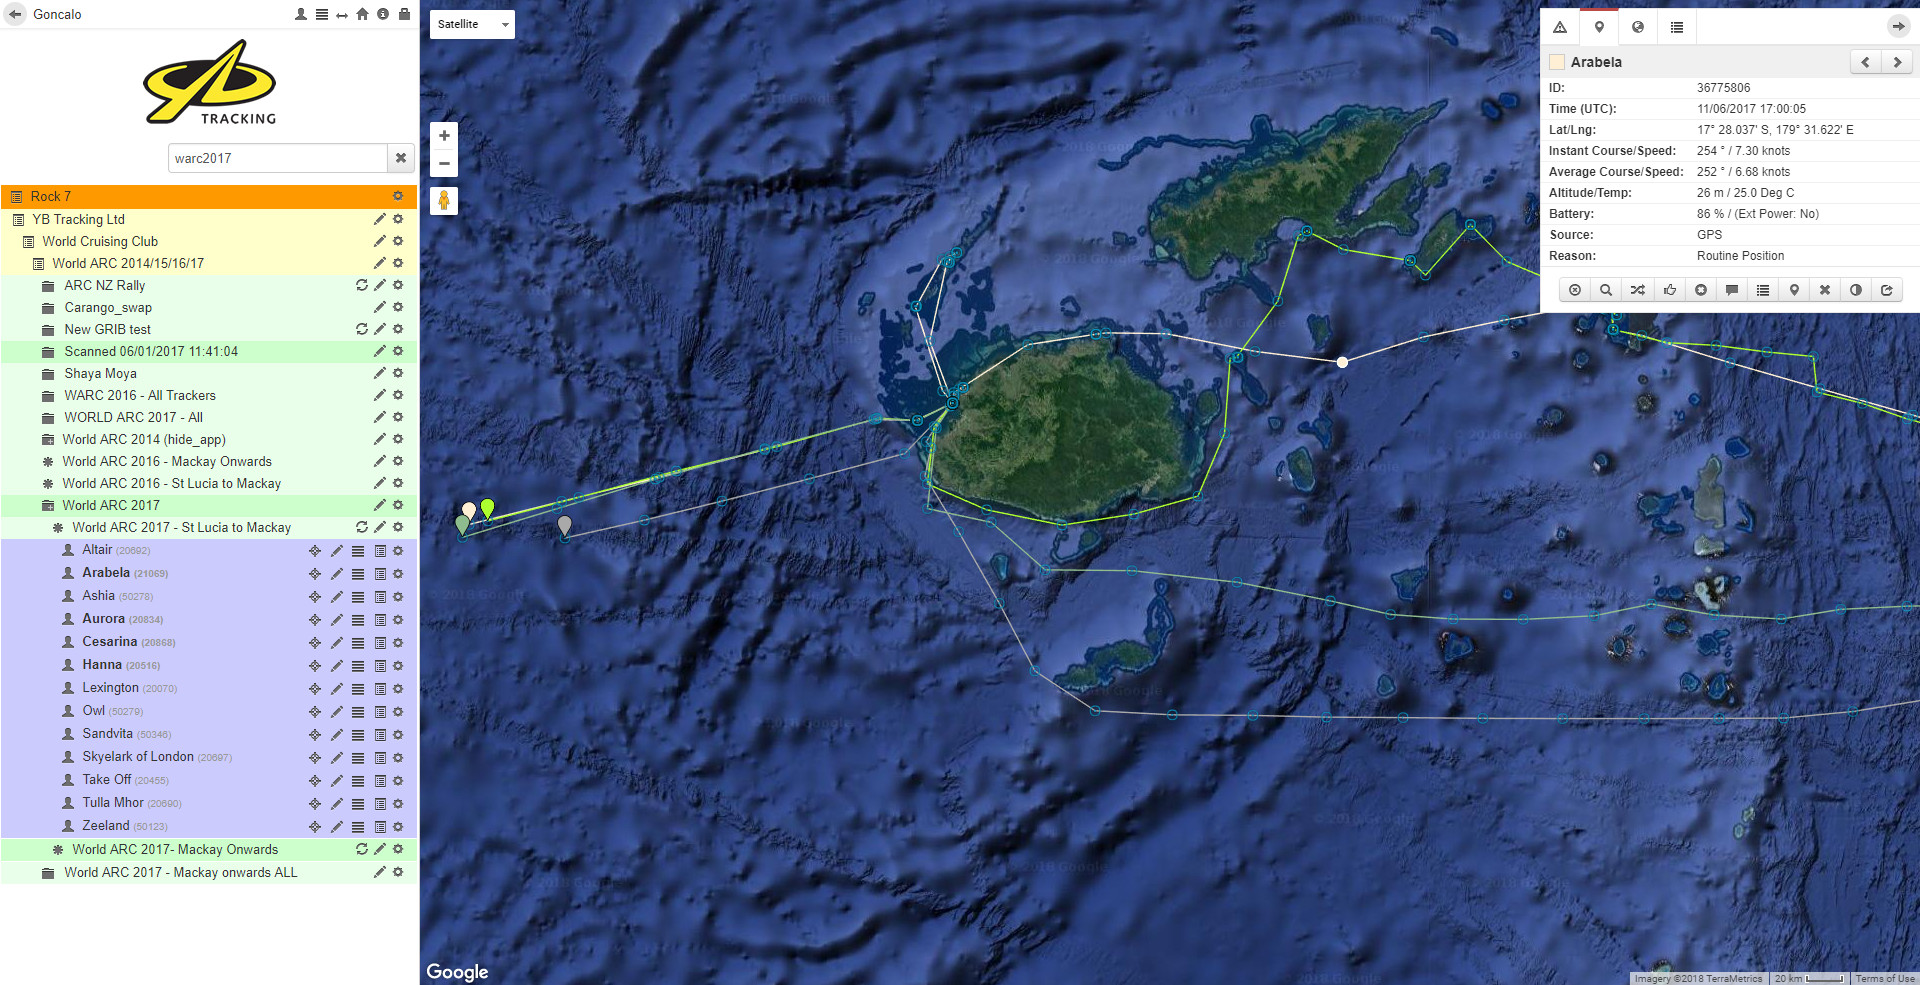 Goncalo
TRACKING
warc2017
Rock 7
YB Tracking Ltd
World Cruising Club
World ARC 2014/15/16/17
ARC NZ Rally
Carango_swap
New GRIB test
Scanned 06/01/2017 11:41:04
Shaya Moya
WARC 2016 - All Trackers
WORLD ARC 2017 - All
World ARC 2014 (hide_app)
World ARC 2016 - Mackay Onwards
World ARC 2016 - St Lucia to Mackay
World ARC 2017
World ARC 2017 - St Lucia to Mackay
Altair (20692)
Arabela (21069)
Ashia (50278)
Aurora (20834)
Cesarina (20868)
Hanna (20516)
Lexington (20070)
Owl (50279)
Sandvita (50346)
Skyelark of London (20697)
Take Off (20455)
Tulla Mhor (20690)
Zeeland (50123)
World ARC 2017- Mackay Onwards
World ARC 2017 - Mackay onwards ALL
Satellite
+
−
Arabela
ID: 36775806
Time (UTC): 11/06/2017 17:00:05
Lat/Lng: 17° 28.037' S, 179° 31.622' E
Instant Course/Speed: 254 ° / 7.30 knots
Average Course/Speed: 252 ° / 6.68 knots
Altitude/Temp: 26 m / 25.0 Deg C
Battery: 86 % / (Ext Power: No)
Source: GPS
Reason: Routine Position
Google
Imagery ©2018 TerraMetrics 20 km Terms of Use